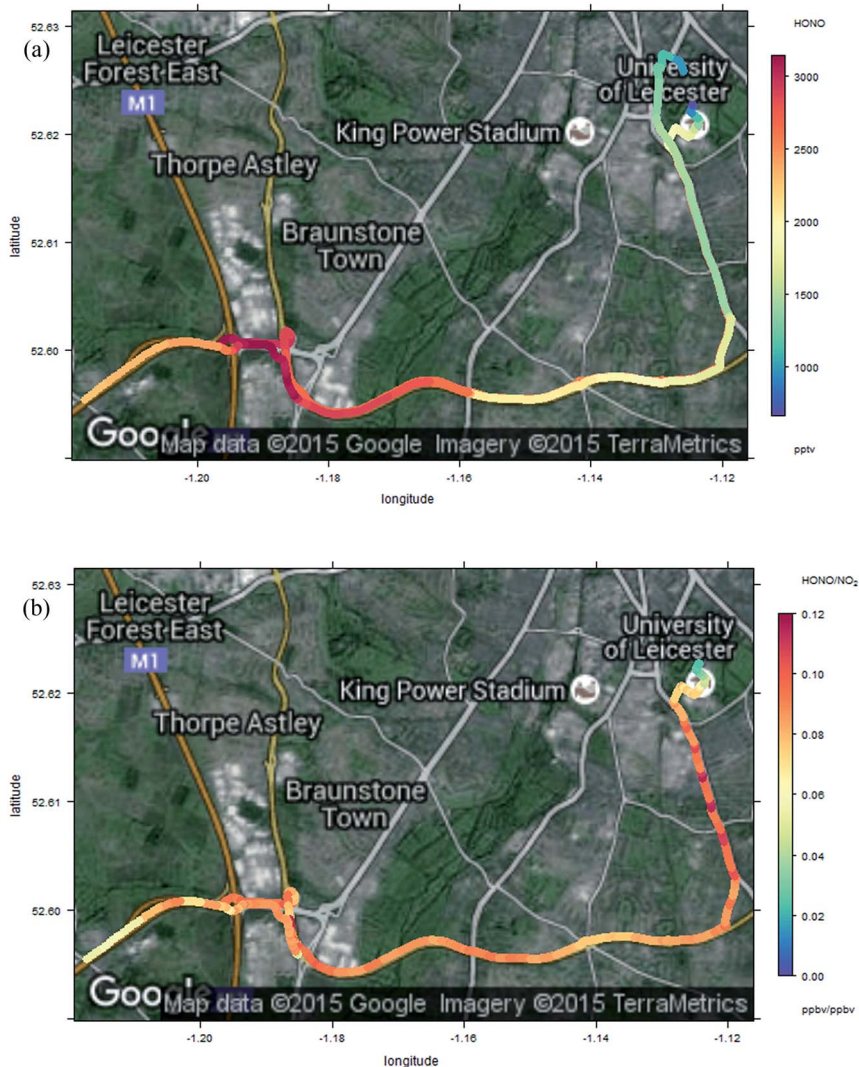 (a)
HONO
Leicester
Forest East
M1
University
of Leicester
King Power Stadium
Thorpe Astley
Braunstone
Town
52.63
52.62
52.61
52.60
latitude
3000
2500
2000
1500
1000
pptv
Map data ©2015 Google Imagery ©2015 TerraMetrics
-1.20
-1.18
-1.16
-1.14
-1.12
longitude
(b)
HONO/NO₂
Leicester
Forest East
M1
University
of Leicester
King Power Stadium
Thorpe Astley
Braunstone
Town
52.63
52.62
52.61
52.60
latitude
0.12
0.10
0.08
0.06
0.04
0.02
0.00
ppbv/ppbv
Map data ©2015 Google Imagery ©2015 TerraMetrics
-1.20
-1.18
-1.16
-1.14
-1.12
longitude